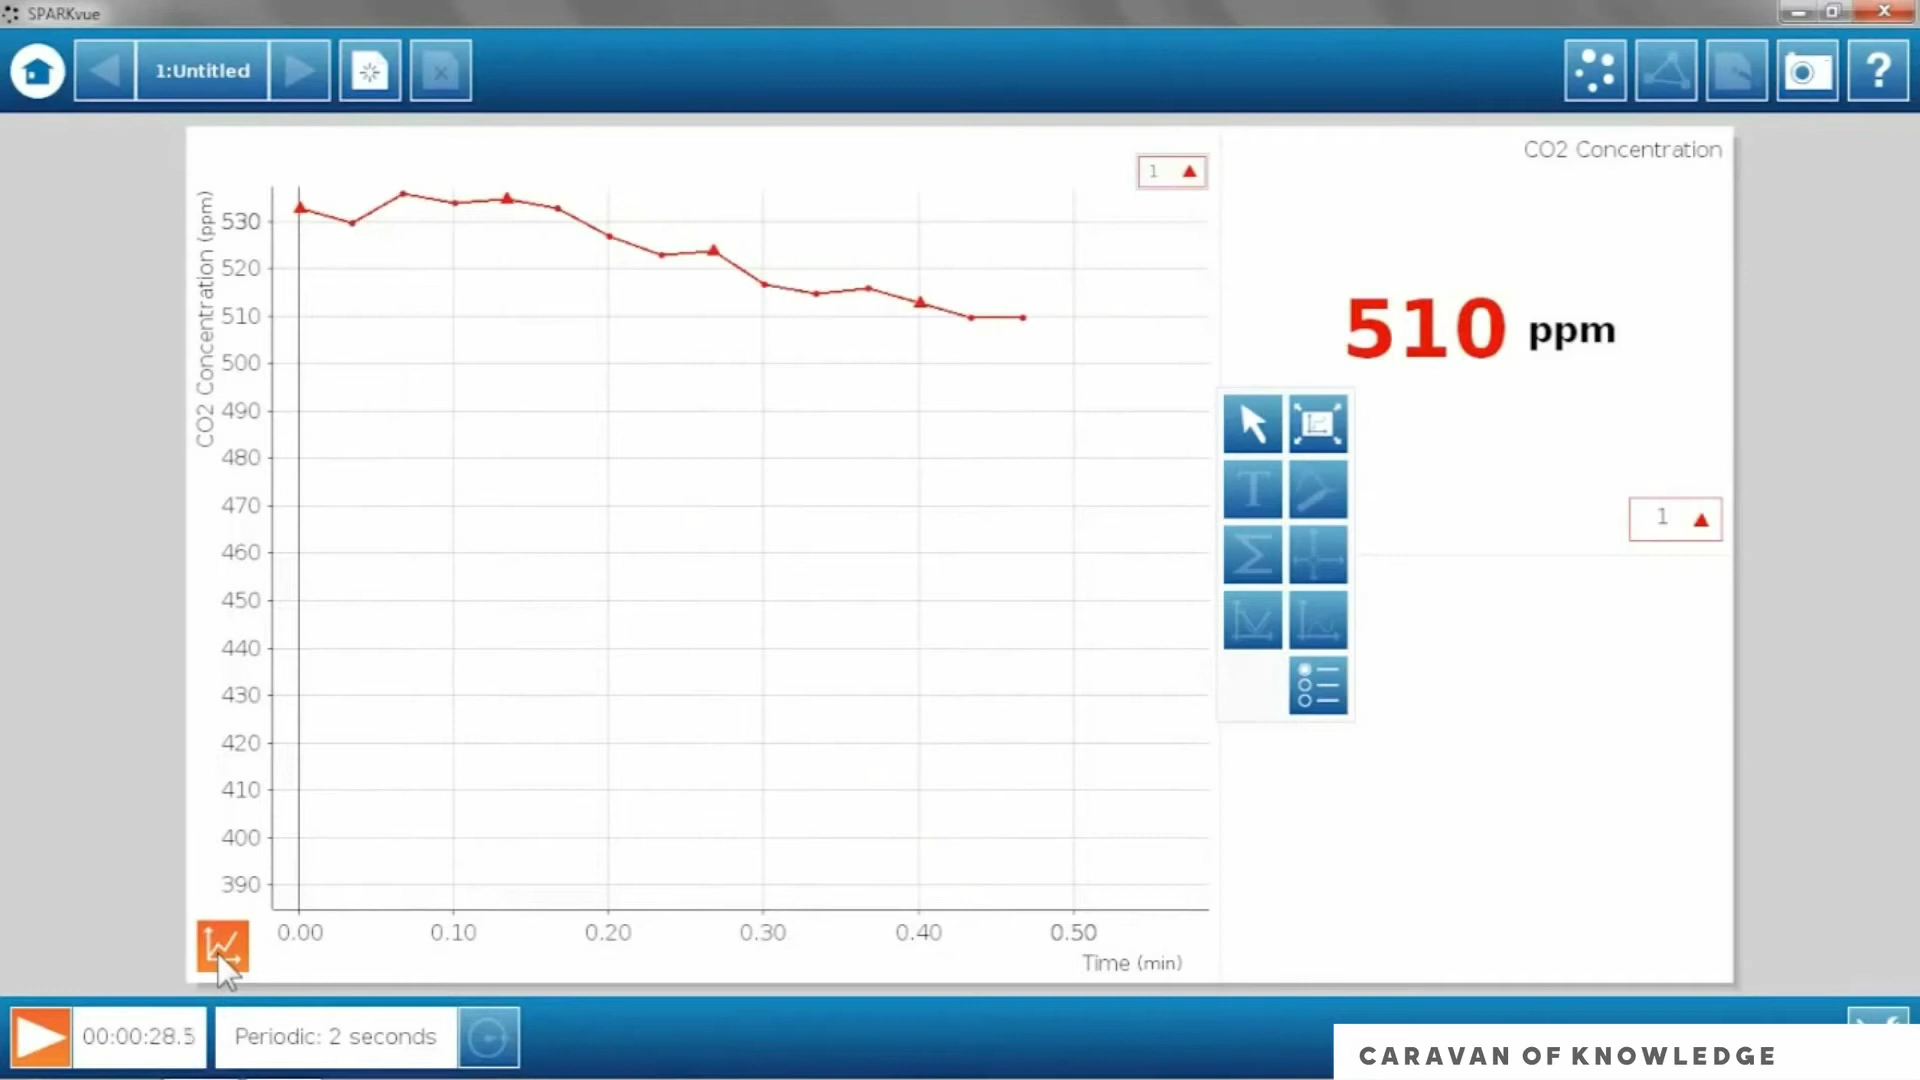 SPARKvue
1:Untitled
?
CO2 Concentration
1
CO2 Concentration (ppm)
530
520
510
500
490
480
470
460
450
440
430
420
410
400
390
510 ppm
T
Σ
1
0.00 0.10 0.20 0.30 0.40 0.50
Time (min)
00:00:28.5
Periodic: 2 seconds
CARAVAN OF KNOWLEDGE